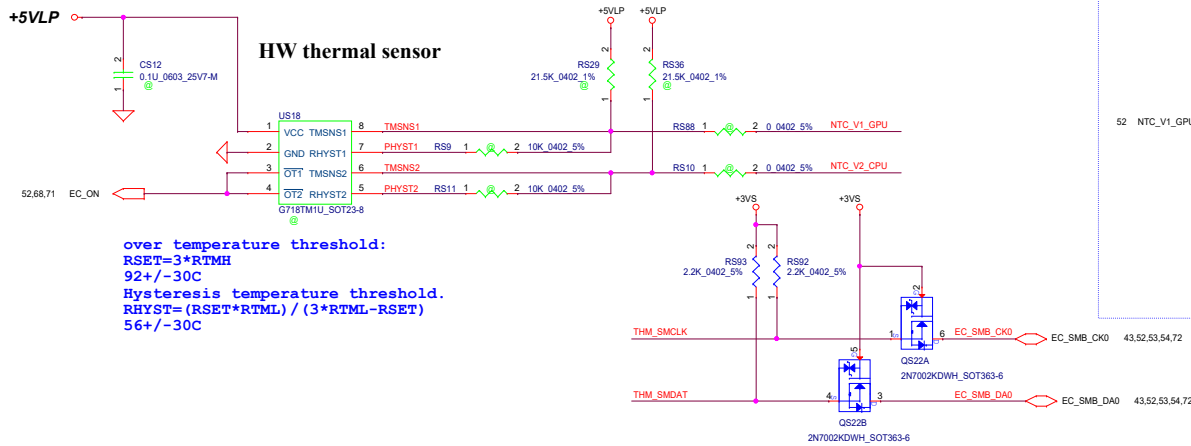 +5VLP
+5VLP
+5VLP
HW thermal sensor
2
CS12
0.1U_0603_25V7-M
@
1
2
RS29
21.5K_0402_1%
@
1
2
RS36
21.5K_0402_1%
@
1
US18
1 VCC TMSNS1 8 TMSNS1
RS88 1 @ 2 0_0402_5% NTC_V1_GPU
2 GND RHYST1 7 PHYST1 RS9 1 @ 2 10K_0402_5%
3 OT1 TMSNS2 6 TMSNS2
RS10 1 @ 2 0_0402_5% NTC_V2_CPU
4 OT2 RHYST2 5 PHYST2 RS11 1 @ 2 10K_0402_5%
52,68,71 EC_ON
G718TM1U_SOT23-8
@
52 NTC_V1_GPU
over temperature threshold:
RSET=3*RTMH
92+/-30C
Hysteresis temperature threshold.
RHYST=(RSET*RTML)/(3*RTML-RSET)
56+/-30C
+3VS
+3VS
2
RS93
2.2K_0402_5%
1
2
RS92
2.2K_0402_5%
1
2
THM_SMCLK
1
6
EC_SMB_CK0
EC_SMB_CK0 43,52,53,54,72
QS22A
2N7002KDWH_SOT363-6
5
THM_SMDAT
4
3
EC_SMB_DA0
EC_SMB_DA0 43,52,53,54,72
QS22B
2N7002KDWH_SOT363-6